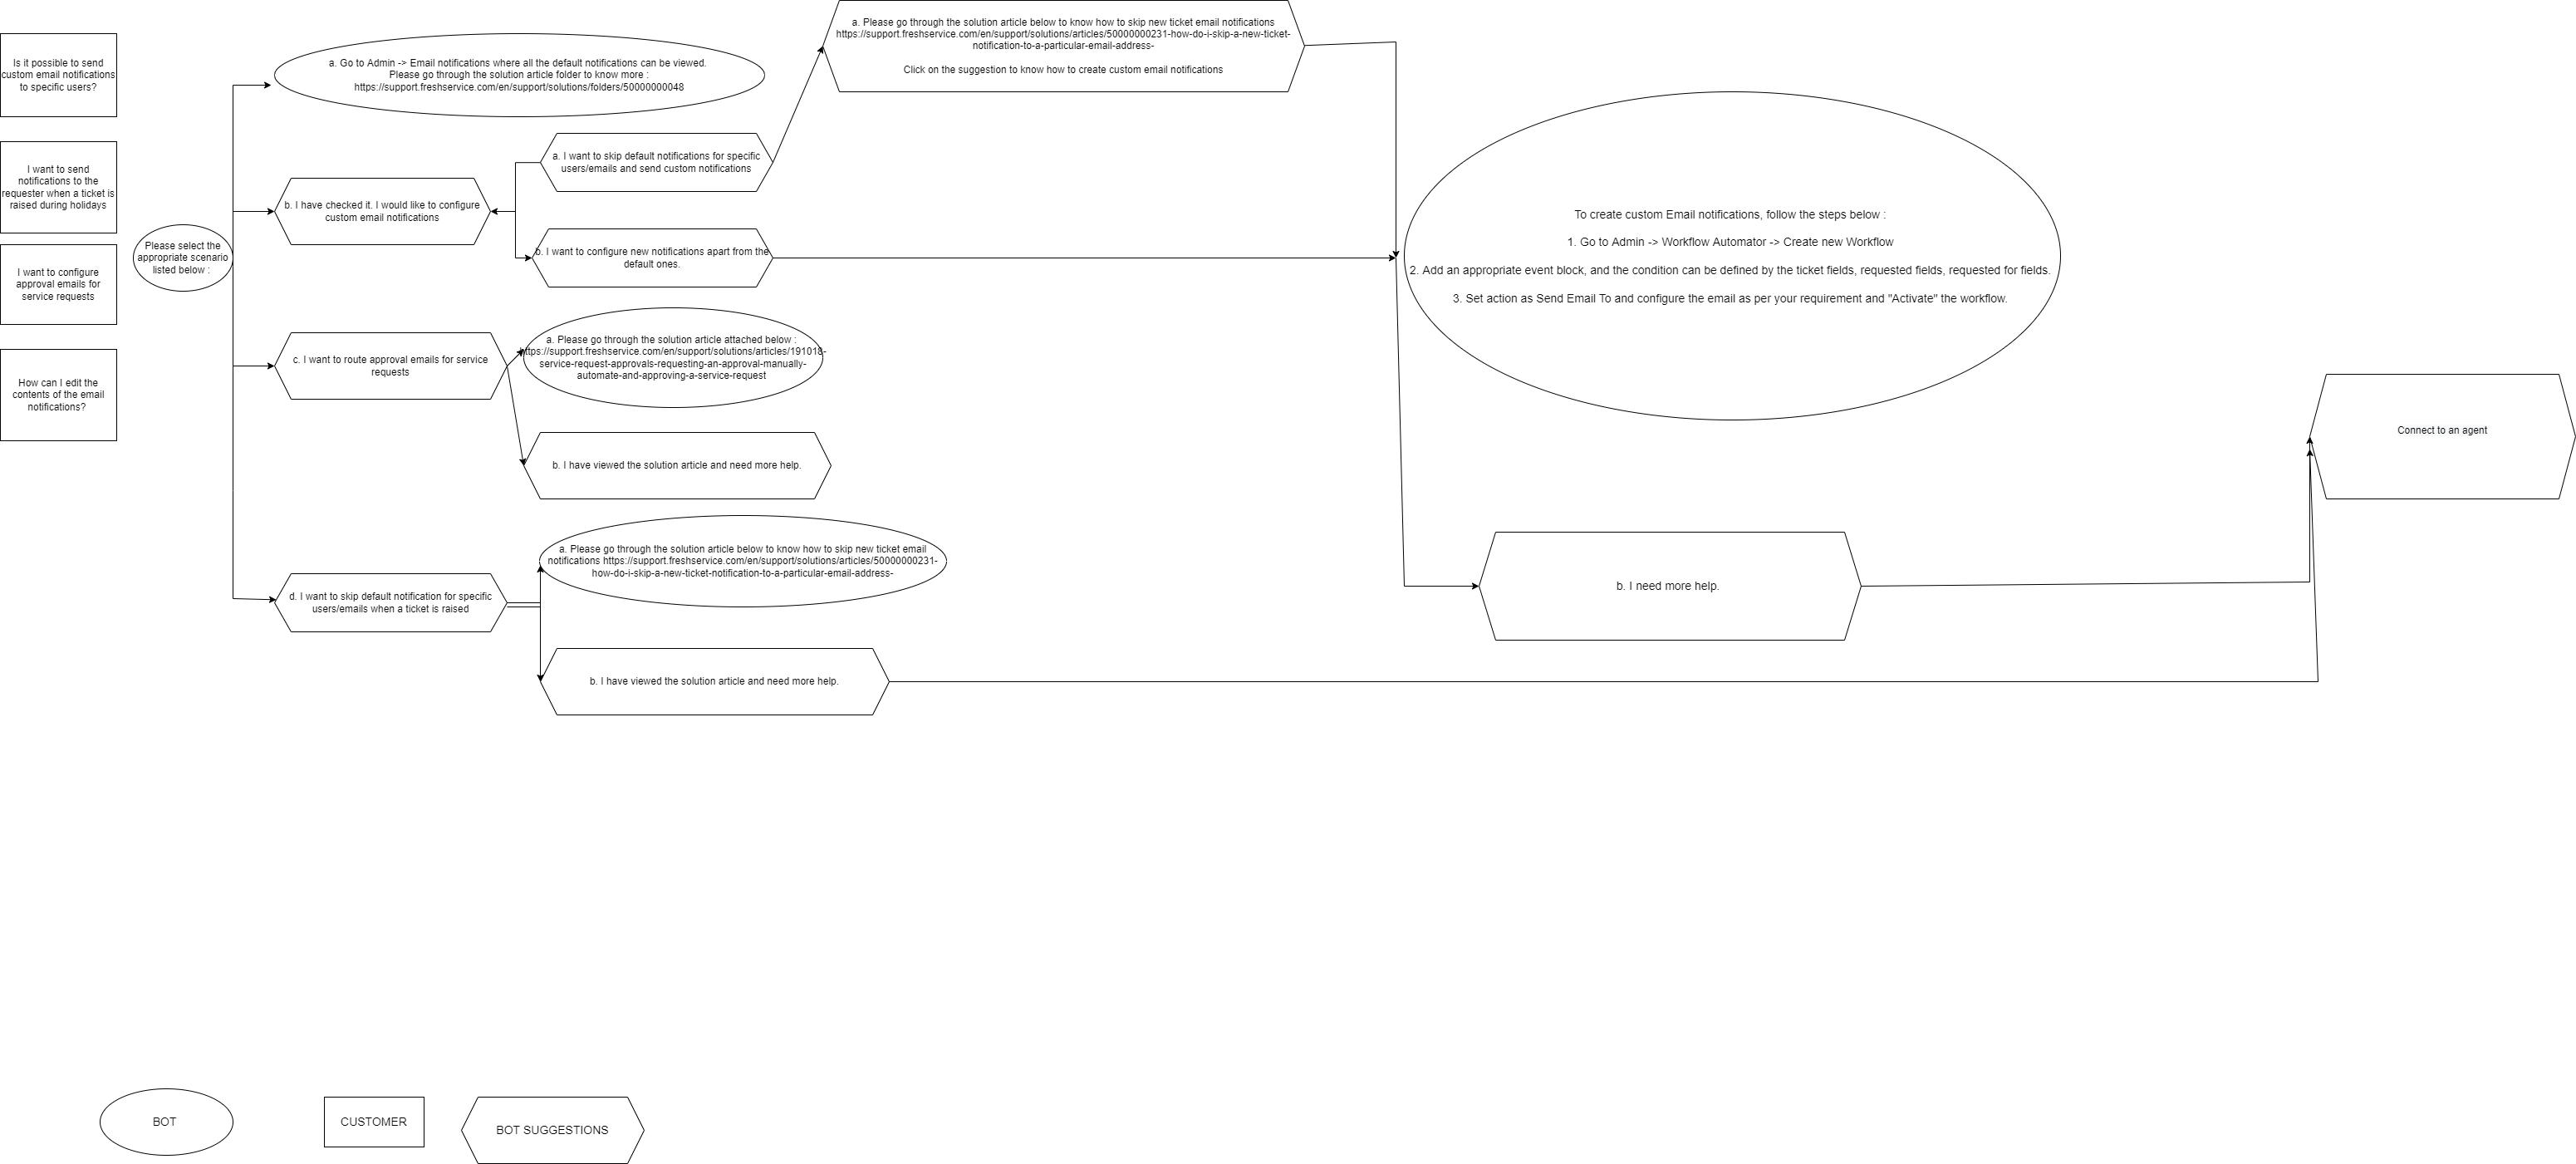 Is it possible to send
custom email notifications
to specific users?
I want to send
notifications to the
requester when a ticket is
raised during holidays
I want to configure
approval emails for
service requests
How can I edit the
contents of the email
notifications?
Please select the
appropriate scenario
listed below :
a. Go to Admin -> Email notifications where all the default notifications can be viewed.
Please go through the solution article folder to know more :
https://support.freshservice.com/en/support/solutions/folders/50000000048
b. I have checked it. I would like to configure
custom email notifications
a. I want to skip default notifications for specific
users/emails and send custom notifications
b. I want to configure new notifications apart from the
default ones.
a. Please go through the solution article below to know how to skip new ticket email notifications
https://support.freshservice.com/en/support/solutions/articles/50000000231-how-do-i-skip-a-new-ticket-
notification-to-a-particular-email-address-
Click on the suggestion to know how to create custom email notifications
To create custom Email notifications, follow the steps below :
1. Go to Admin -> Workflow Automator -> Create new Workflow
2. Add an appropriate event block, and the condition can be defined by the ticket fields, requested fields, requested for fields.
3. Set action as Send Email To and configure the email as per your requirement and "Activate" the workflow.
c. I want to route approval emails for service
requests
a. Please go through the solution article attached below :
https://support.freshservice.com/en/support/solutions/articles/191018-
service-request-approvals-requesting-an-approval-manually-
automate-and-approving-a-service-request
b. I have viewed the solution article and need more help.
Connect to an agent
d. I want to skip default notification for specific
users/emails when a ticket is raised
a. Please go through the solution article below to know how to skip new ticket email
notifications https://support.freshservice.com/en/support/solutions/articles/50000000231-
how-do-i-skip-a-new-ticket-notification-to-a-particular-email-address-
b. I need more help.
b. I have viewed the solution article and need more help.
BOT
CUSTOMER
BOT SUGGESTIONS